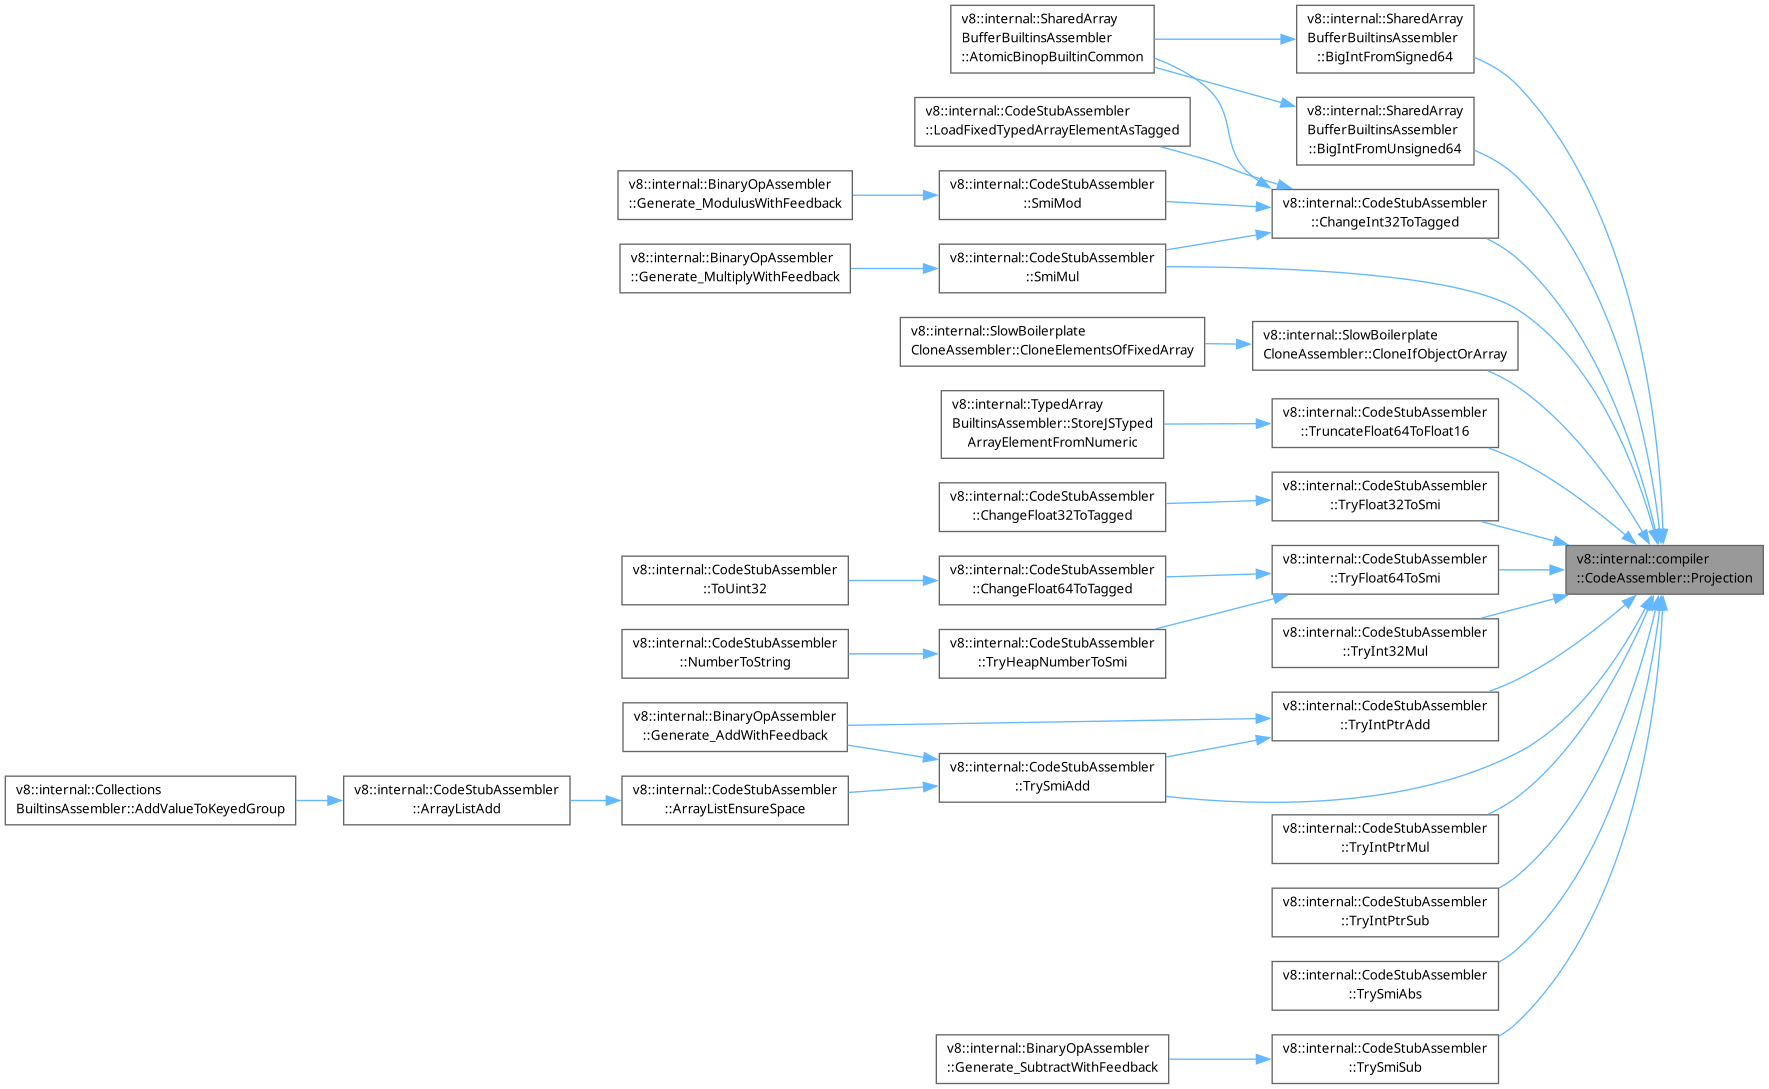 v8::internal::SharedArray
BufferBuiltinsAssembler
::AtomicBinopBuiltinCommon
v8::internal::SharedArray
BufferBuiltinsAssembler
::BigIntFromSigned64
v8::internal::CodeStubAssembler
::LoadFixedTypedArrayElementAsTagged
v8::internal::SharedArray
BufferBuiltinsAssembler
::BigIntFromUnsigned64
v8::internal::BinaryOpAssembler
::Generate_ModulusWithFeedback
v8::internal::CodeStubAssembler
::SmiMod
v8::internal::CodeStubAssembler
::ChangeInt32ToTagged
v8::internal::BinaryOpAssembler
::Generate_MultiplyWithFeedback
v8::internal::CodeStubAssembler
::SmiMul
v8::internal::SlowBoilerplate
CloneAssembler::CloneElementsOfFixedArray
v8::internal::SlowBoilerplate
CloneAssembler::CloneIfObjectOrArray
v8::internal::TypedArray
BuiltinsAssembler::StoreJSTyped
ArrayElementFromNumeric
v8::internal::CodeStubAssembler
::TruncateFloat64ToFloat16
v8::internal::CodeStubAssembler
::ChangeFloat32ToTagged
v8::internal::CodeStubAssembler
::TryFloat32ToSmi
v8::internal::compiler
::CodeAssembler::Projection
v8::internal::CodeStubAssembler
::ToUint32
v8::internal::CodeStubAssembler
::ChangeFloat64ToTagged
v8::internal::CodeStubAssembler
::TryFloat64ToSmi
v8::internal::CodeStubAssembler
::NumberToString
v8::internal::CodeStubAssembler
::TryHeapNumberToSmi
v8::internal::CodeStubAssembler
::TryInt32Mul
v8::internal::BinaryOpAssembler
::Generate_AddWithFeedback
v8::internal::CodeStubAssembler
::TryIntPtrAdd
v8::internal::CodeStubAssembler
::TrySmiAdd
v8::internal::Collections
BuiltinsAssembler::AddValueToKeyedGroup
v8::internal::CodeStubAssembler
::ArrayListAdd
v8::internal::CodeStubAssembler
::ArrayListEnsureSpace
v8::internal::CodeStubAssembler
::TryIntPtrMul
v8::internal::CodeStubAssembler
::TryIntPtrSub
v8::internal::CodeStubAssembler
::TrySmiAbs
v8::internal::BinaryOpAssembler
::Generate_SubtractWithFeedback
v8::internal::CodeStubAssembler
::TrySmiSub